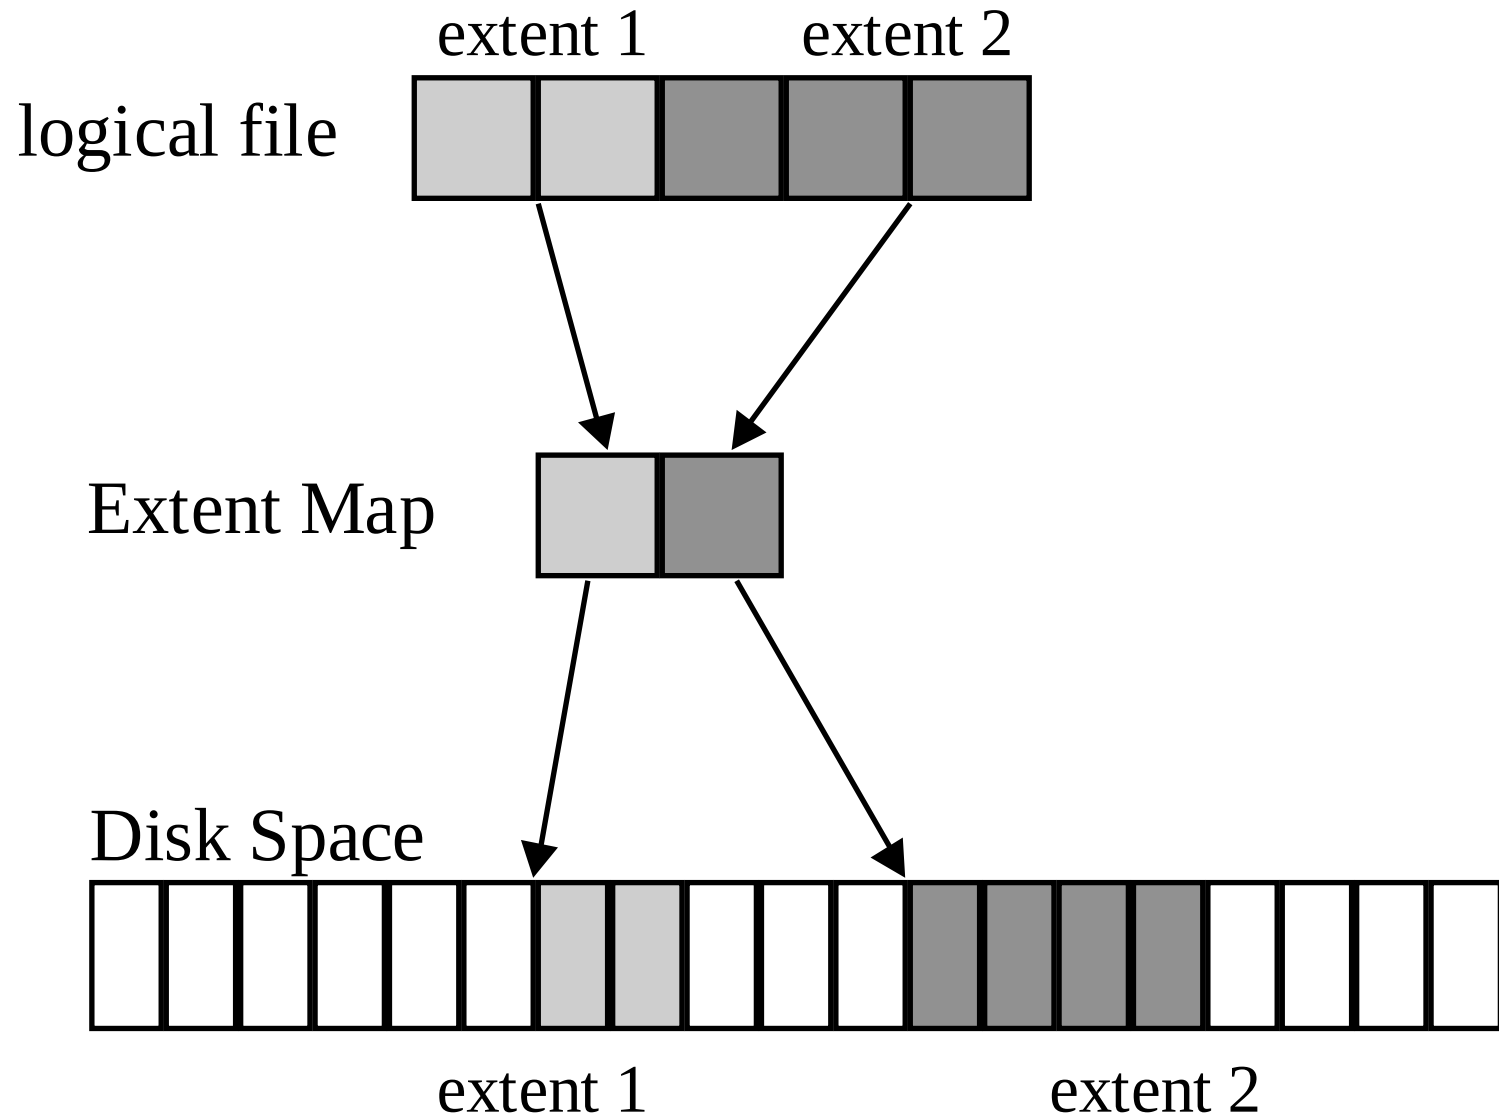 extent 1
extent 2
logical file
Extent Map
Disk Space
extent 1
extent 2